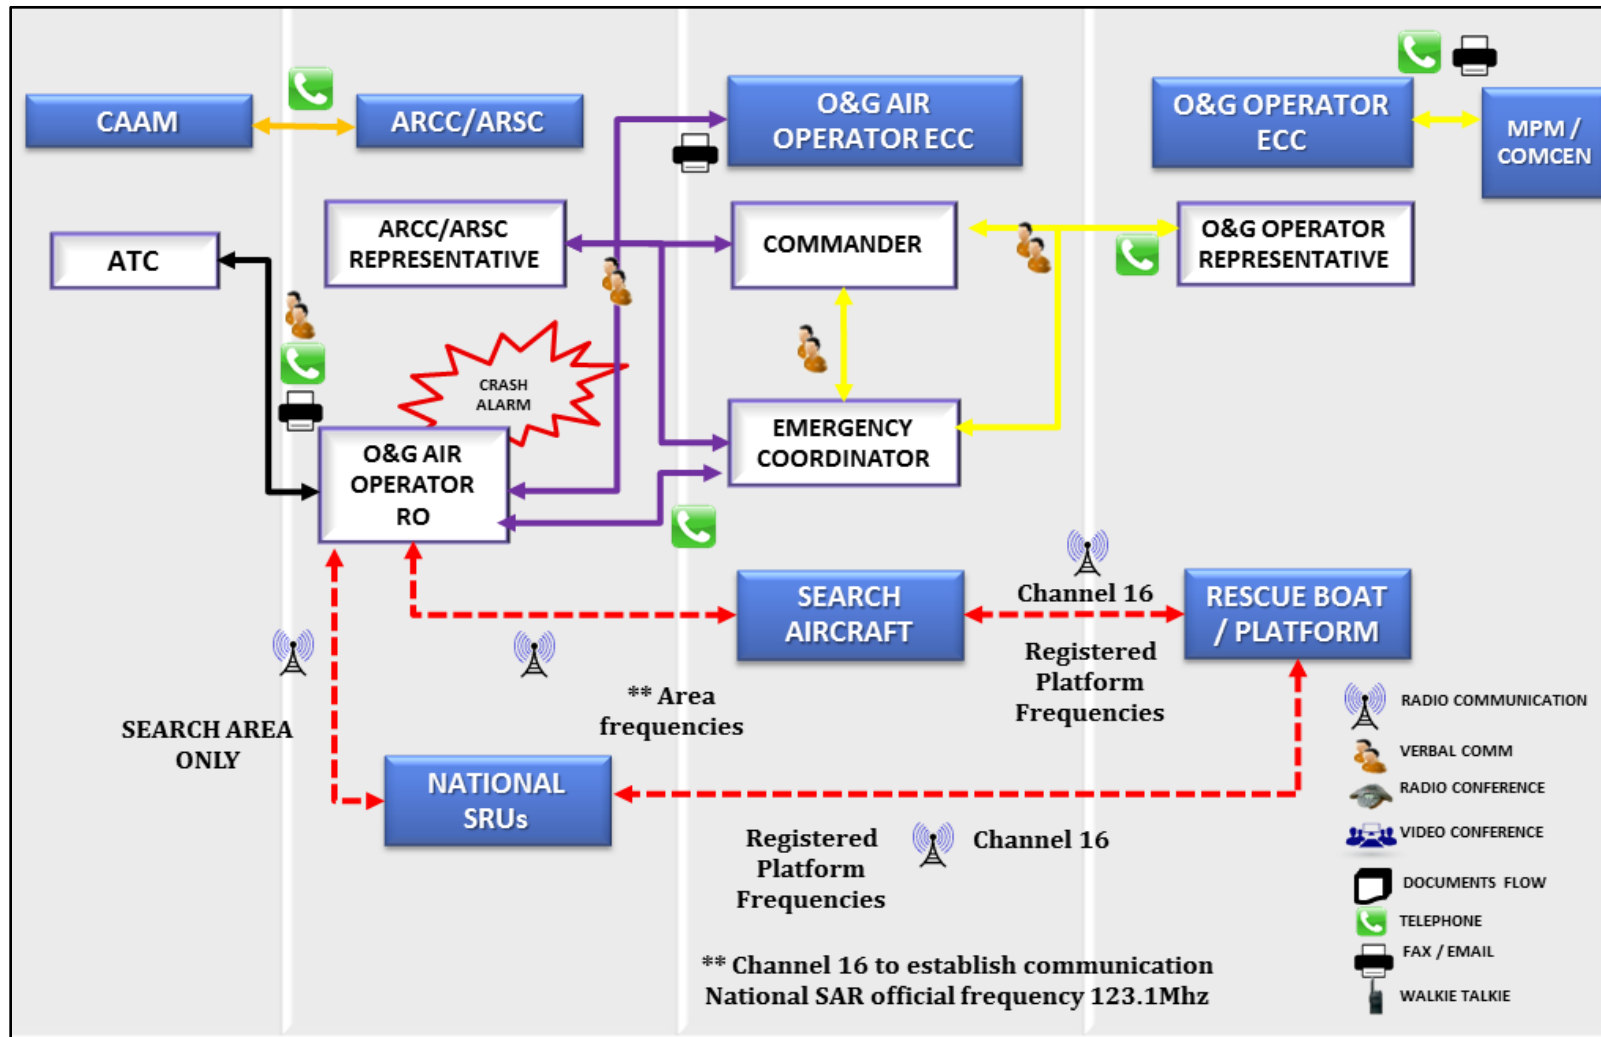 CAAM
ARCC/ARSC
O&G AIR
OPERATOR ECC
O&G OPERATOR
ECC
MPM /
COMCEN
ATC
ARCC/ARSC
REPRESENTATIVE
COMMANDER
O&G OPERATOR
REPRESENTATIVE
CRASH
ALARM
O&G AIR
OPERATOR
RO
EMERGENCY
COORDINATOR
SEARCH
AIRCRAFT
Channel 16
Registered
Platform
Frequencies
RESCUE BOAT
/ PLATFORM
** Area
frequencies
SEARCH AREA
ONLY
NATIONAL
SRUs
Registered
Platform
Frequencies
Channel 16
** Channel 16 to establish communication
National SAR official frequency 123.1Mhz
RADIO COMMUNICATION
VERBAL COMM
RADIO CONFERENCE
VIDEO CONFERENCE
DOCUMENTS FLOW
TELEPHONE
FAX / EMAIL
WALKIE TALKIE